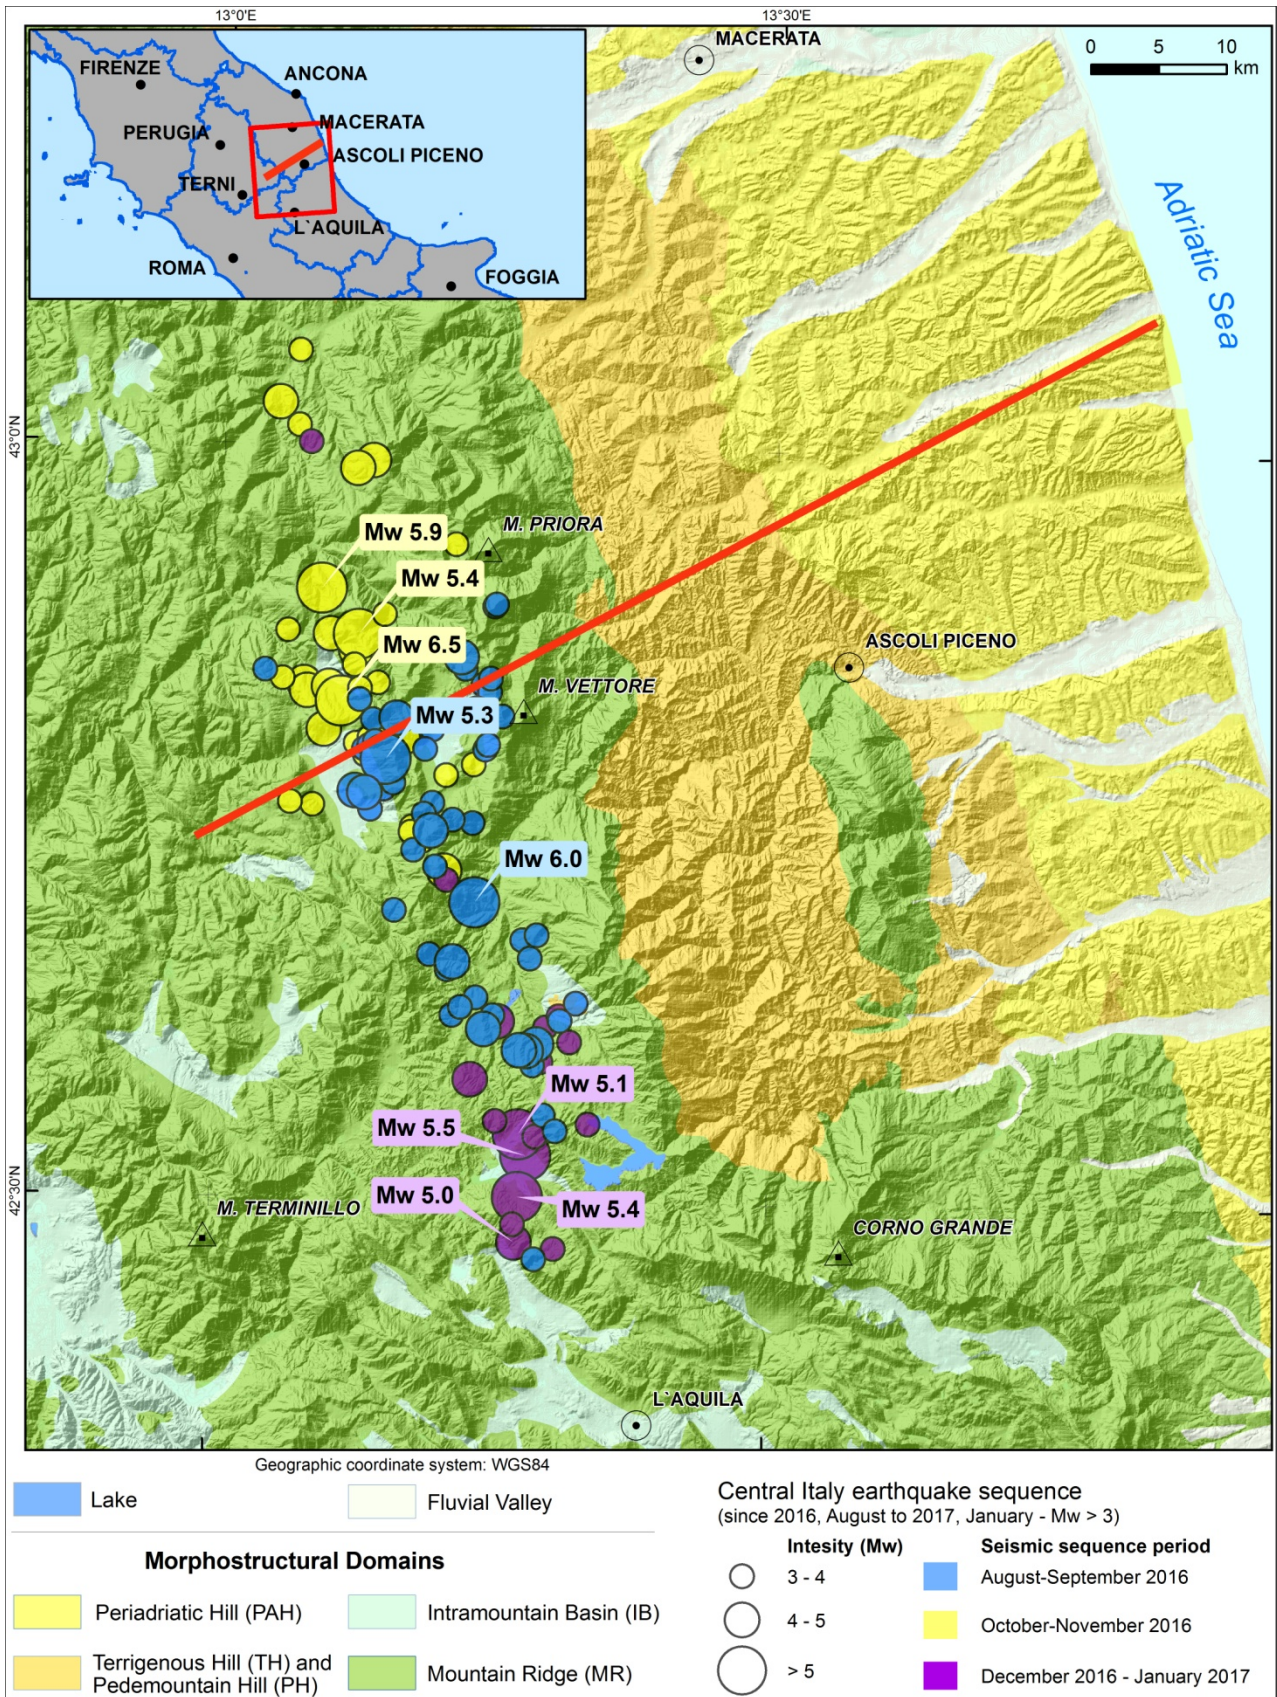 13°0'E
13°30'E
MACERATA
0 5 10
km
FIRENZE
ANCONA
MACERATA
PERUGIA
ASCOLI PICENO
TERNI
L`AQUILA
ROMA
FOGGIA
Adriatic Sea
43°0'N
M. PRIORA
Mw 5.9
Mw 5.4
Mw 6.5
ASCOLI PICENO
M. VETTORE
Mw 5.3
Mw 6.0
Mw 5.1
Mw 5.5
42°30'N
Mw 5.0
Mw 5.4
M. TERMINILLO
CORNO GRANDE
L`AQUILA
Geographic coordinate system: WGS84
Lake
Fluvial Valley
Morphostructural Domains
Periadriatic Hill (PAH)
Intramountain Basin (IB)
Terrigenous Hill (TH) and
Pedemountain Hill (PH)
Mountain Ridge (MR)
Central Italy earthquake sequence
(since 2016, August to 2017, January - Mw > 3)
Intesity (Mw)
Seismic sequence period
3 - 4
August-September 2016
4 - 5
October-November 2016
> 5
December 2016 - January 2017